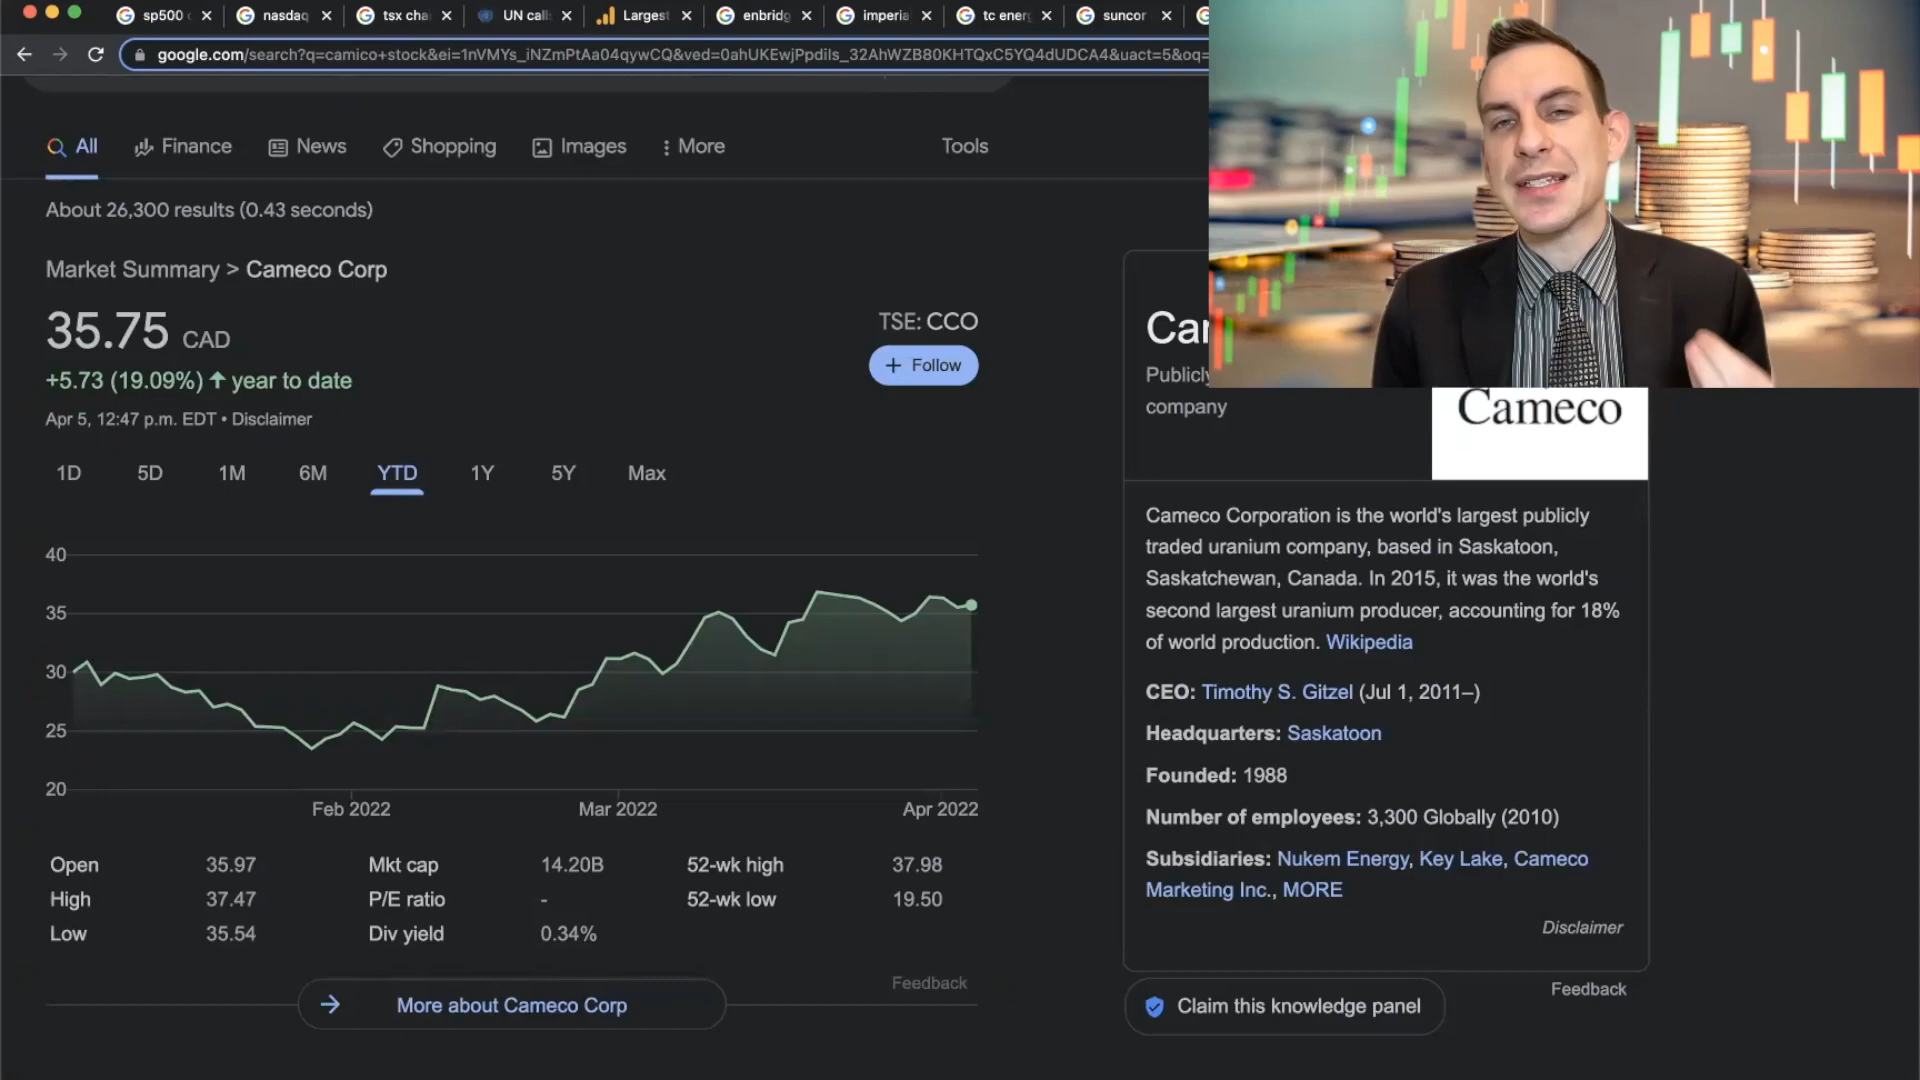 sp500
nasdaq
tsx cha
UN call
Largest
enbridg
imperia
tc energ
suncor
google.com/search?q=camico+stock&ei=1nVMYs_iNZmPtAa04qywCQ&ved=0ahUKEwjPpdiIs_32AhWZB80KHTQxC5YQ4dUDCA4&uact=5&oq=
All
Finance
News
Shopping
Images
More
Tools
About 26,300 results (0.43 seconds)
Market Summary > Cameco Corp
35.75 CAD
TSE: CCO
+ Follow
+5.73 (19.09%) ↑ year to date
Apr 5, 12:47 p.m. EDT • Disclaimer
1D 5D 1M 6M YTD 1Y 5Y Max
40
35
30
25
20
Feb 2022 Mar 2022 Apr 2022
Open 35.97 Mkt cap 14.20B 52-wk high 37.98
High 37.47 P/E ratio - 52-wk low 19.50
Low 35.54 Div yield 0.34%
Feedback
More about Cameco Corp
Publicly
company
Cameco
Cameco Corporation is the world's largest publicly
traded uranium company, based in Saskatoon,
Saskatchewan, Canada. In 2015, it was the world's
second largest uranium producer, accounting for 18%
of world production. Wikipedia
CEO: Timothy S. Gitzel (Jul 1, 2011–)
Headquarters: Saskatoon
Founded: 1988
Number of employees: 3,300 Globally (2010)
Subsidiaries: Nukem Energy, Key Lake, Cameco
Marketing Inc., MORE
Disclaimer
Feedback
Claim this knowledge panel